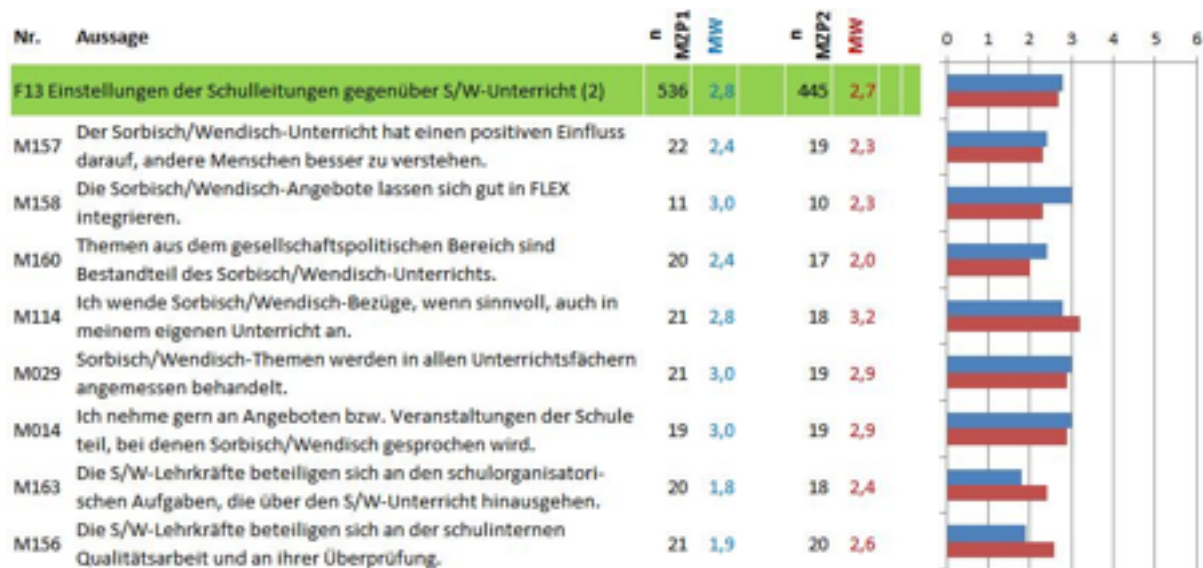 Nr. Aussage n MZP1 MW n MZP2 MW 0 1 2 3 4 5 6
F13 Einstellungen der Schulleitungen gegenüber S/W-Unterricht (2) 536 2,8 445 2,7
Der Sorbisch/Wendisch-Unterricht hat einen positiven Einfluss
M157 22 2,4 19 2,3
darauf, andere Menschen besser zu verstehen.
Die Sorbisch/Wendisch-Angebote lassen sich gut in FLEX
M158 11 3,0 10 2,3
integrieren.
Themen aus dem gesellschaftspolitischen Bereich sind
M160 20 2,4 17 2,0
Bestandteil des Sorbisch/Wendisch-Unterrichts.
Ich wende Sorbisch/Wendisch-Bezüge, wenn sinnvoll, auch in
M114 21 2,8 18 3,2
meinem eigenen Unterricht an.
Sorbisch/Wendisch-Themen werden in allen Unterrichtsfächern
M029 21 3,0 19 2,9
angemessen behandelt.
Ich nehme gern an Angeboten bzw. Veranstaltungen der Schule
M014 19 3,0 19 2,9
teil, bei denen Sorbisch/Wendisch gesprochen wird.
Die S/W-Lehrkräfte beteiligen sich an den schulorganisatori-
M163 20 1,8 18 2,4
schen Aufgaben, die über den S/W-Unterricht hinausgehen.
Die S/W-Lehrkräfte beteiligen sich an der schulinternen
M156 21 1,9 20 2,6
Qualitätsarbeit und an ihrer Überprüfung.